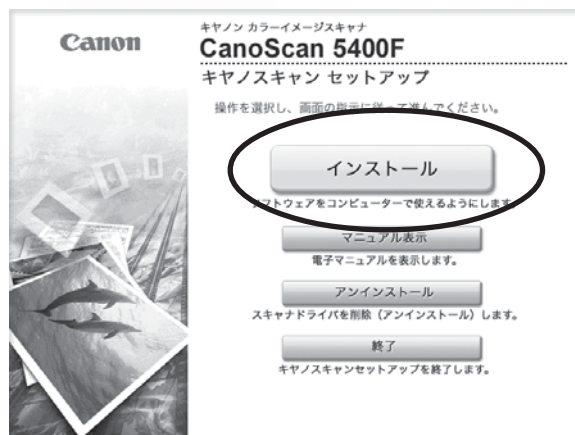 Canon
キヤノン カラーイメージスキャナ
CanoScan 5400F
キヤノスキャン セットアップ
操作を選択し、画面の指示に従って進んでください。
インストール
ソフトウェアをコンピューターで使えるようにします。
マニュアル表示
電子マニュアルを表示します。
アンインストール
スキャナドライバを削除（アンインストール）します。
終了
キヤノスキャンセットアップを終了します。